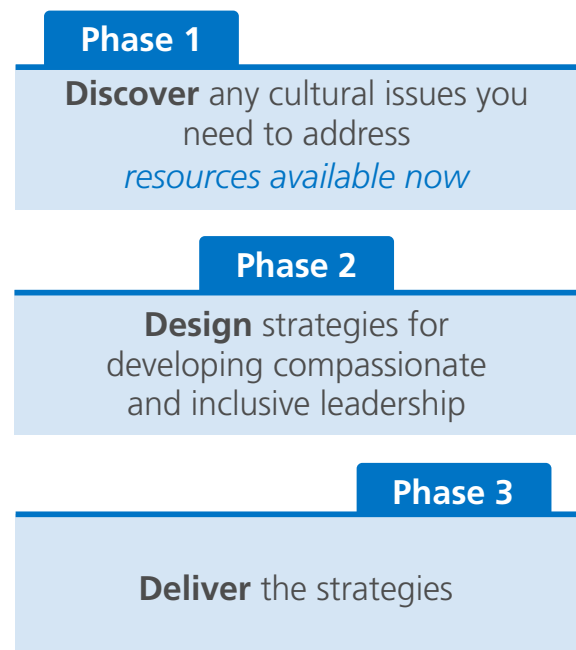 Phase 1
Discover any cultural issues you
need to address
resources available now
Phase 2
Design strategies for
developing compassionate
and inclusive leadership
Phase 3
Deliver the strategies